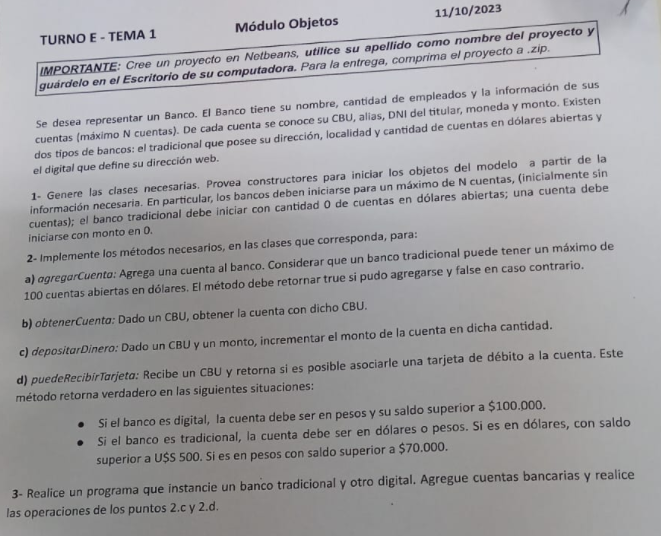 TURNO E - TEMA 1 Módulo Objetos 11/10/2023
IMPORTANTE: Cree un proyecto en Netbeans, utilice su apellido como nombre del proyecto y
guárdelo en el Escritorio de su computadora. Para la entrega, comprima el proyecto a .zip.
Se desea representar un Banco. El Banco tiene su nombre, cantidad de empleados y la información de sus
cuentas (máximo N cuentas). De cada cuenta se conoce su CBU, alias, DNI del titular, moneda y monto. Existen
dos tipos de bancos: el tradicional que posee su dirección, localidad y cantidad de cuentas en dólares abiertas y
el digital que define su dirección web.
1- Genere las clases necesarias. Provea constructores para iniciar los objetos del modelo a partir de la
información necesaria. En particular, los bancos deben iniciarse para un máximo de N cuentas, (inicialmente sin
cuentas); el banco tradicional debe iniciar con cantidad 0 de cuentas en dólares abiertas; una cuenta debe
iniciarse con monto en 0.
2- Implemente los métodos necesarios, en las clases que corresponda, para:
a) agregarCuenta: Agrega una cuenta al banco. Considerar que un banco tradicional puede tener un máximo de
100 cuentas abiertas en dólares. El método debe retornar true si pudo agregarse y false en caso contrario.
b) obtenerCuenta: Dado un CBU, obtener la cuenta con dicho CBU.
c) depositarDinero: Dado un CBU y un monto, incrementar el monto de la cuenta en dicha cantidad.
d) puedeRecibirTarjeta: Recibe un CBU y retorna si es posible asociarle una tarjeta de débito a la cuenta. Este
método retorna verdadero en las siguientes situaciones:
• Si el banco es digital, la cuenta debe ser en pesos y su saldo superior a $100.000.
• Si el banco es tradicional, la cuenta debe ser en dólares o pesos. Si es en dólares, con saldo
superior a U$S 500. Si es en pesos con saldo superior a $70.000.
3- Realice un programa que instancie un banco tradicional y otro digital. Agregue cuentas bancarias y realice
las operaciones de los puntos 2.c y 2.d.